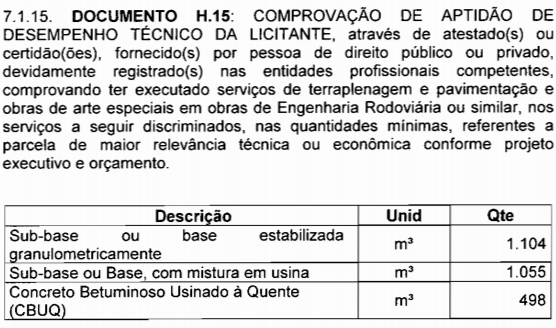 7.1.15. DOCUMENTO H.15: COMPROVAÇÃO DE APTIDÃO DE
DESEMPENHO TÉCNICO DA LICITANTE, através de atestado(s) ou
certidão(ões), fornecido(s) por pessoa de direito público ou privado,
devidamente registrado(s) nas entidades profissionais competentes,
comprovando ter executado serviços de terraplenagem e pavimentação e
obras de arte especiais em obras de Engenharia Rodoviária ou similar, nos
serviços a seguir discriminados, nas quantidades mínimas, referentes a
parcela de maior relevância técnica ou econômica conforme projeto
executivo e orçamento.
Descrição Unid Qte
Sub-base ou base estabilizada
granulometricamente m³ 1.104
Sub-base ou Base, com mistura em usina m³ 1.055
Concreto Betuminoso Usinado à Quente
(CBUQ) m³ 498